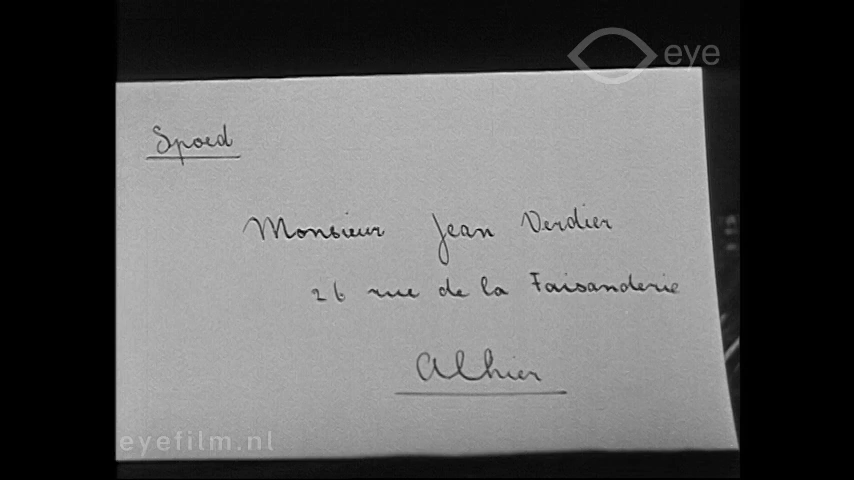 eye
Spoed
Monsieur Jean Verdier
26 rue de la Faisanderie
Alhier
eyefilm.nl